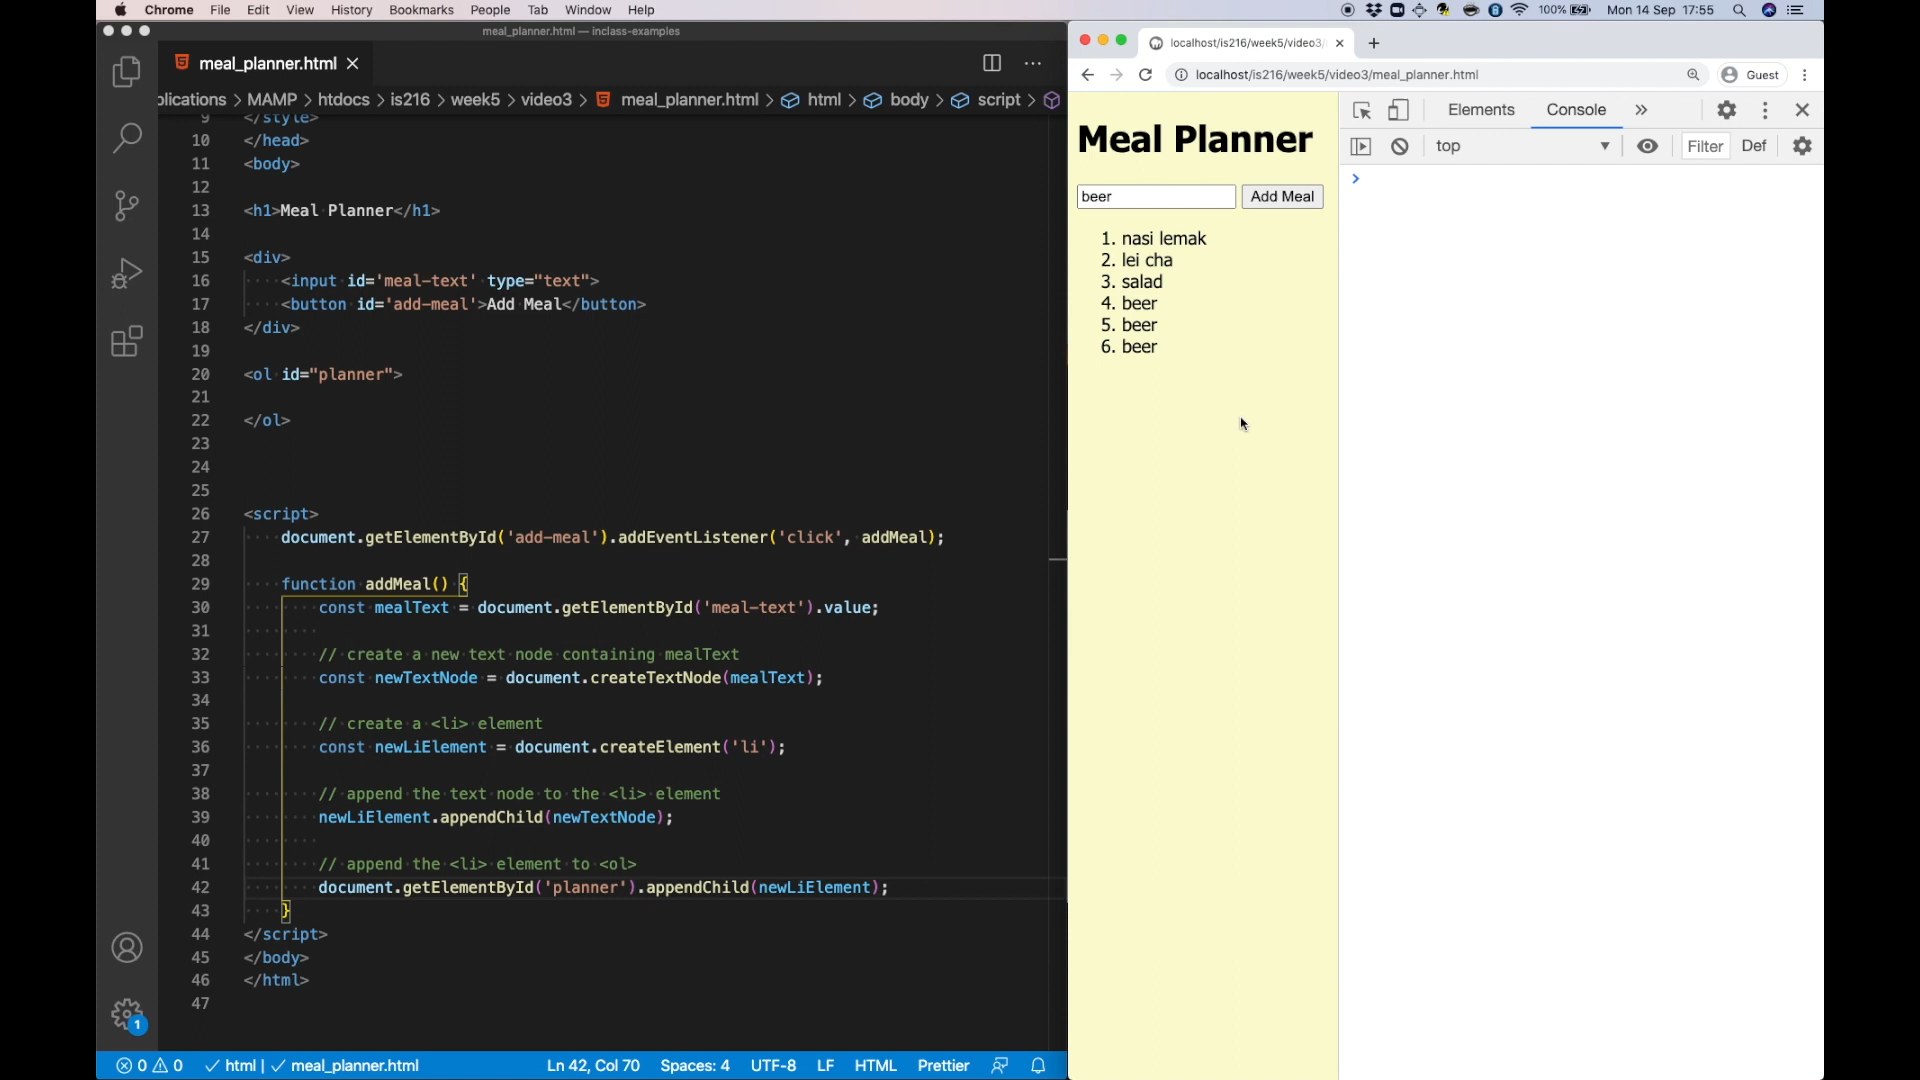 Chrome File Edit View History Bookmarks People Tab Window Help
100% Mon 14 Sep 17:55
meal_planner.html — inclass-examples
meal_planner.html
plications > MAMP > htdocs > is216 > week5 > video3 > meal_planner.html > html > body > script >
9 </style>
10 </head>
11 <body>
12
13 <h1>Meal Planner</h1>
14
15 <div>
16 <input id='meal-text' type="text">
17 <button id='add-meal'>Add Meal</button>
18 </div>
19
20 <ol id="planner">
21
22 </ol>
23
24
25
26 <script>
27 document.getElementById('add-meal').addEventListener('click', addMeal);
28
29 function addMeal() {
30 const mealText = document.getElementById('meal-text').value;
31
32 // create a new text node containing mealText
33 const newTextNode = document.createTextNode(mealText);
34
35 // create a <li> element
36 const newLiElement = document.createElement('li');
37
38 // append the text node to the <li> element
39 newLiElement.appendChild(newTextNode);
40
41 // append the <li> element to <ol>
42 document.getElementById('planner').appendChild(newLiElement);
43 }
44 </script>
45 </body>
46 </html>
47
1
0 0 html | meal_planner.html Ln 42, Col 70 Spaces: 4 UTF-8 LF HTML Prettier
localhost/is216/week5/video3/
localhost/is216/week5/video3/meal_planner.html Guest
Meal Planner
beer Add Meal
1. nasi lemak
2. lei cha
3. salad
4. beer
5. beer
6. beer
Elements Console »
top Filter Def